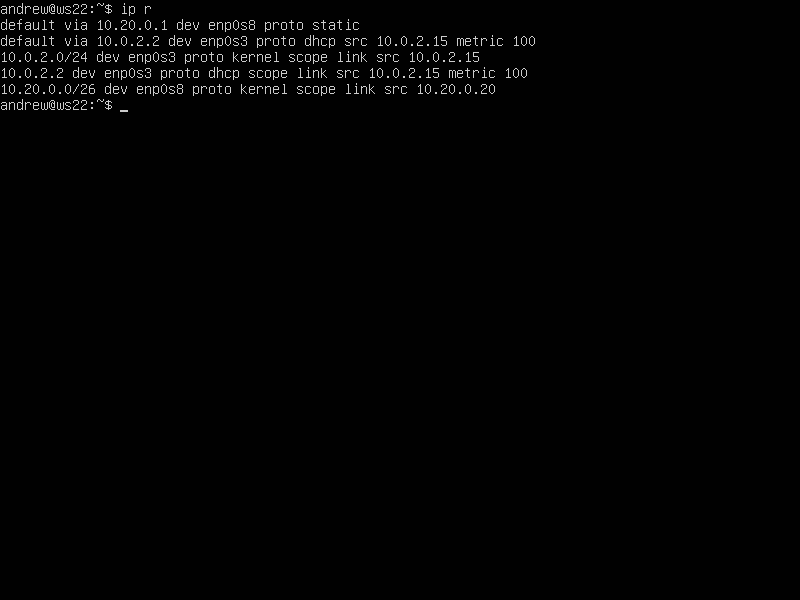 andrew@ws22:~$ ip r
default via 10.20.0.1 dev enp0s8 proto static
default via 10.0.2.2 dev enp0s3 proto dhcp src 10.0.2.15 metric 100
10.0.2.0/24 dev enp0s3 proto kernel scope link src 10.0.2.15
10.0.2.2 dev enp0s3 proto dhcp scope link src 10.0.2.15 metric 100
10.20.0.0/26 dev enp0s8 proto kernel scope link src 10.20.0.20
andrew@ws22:~$ _